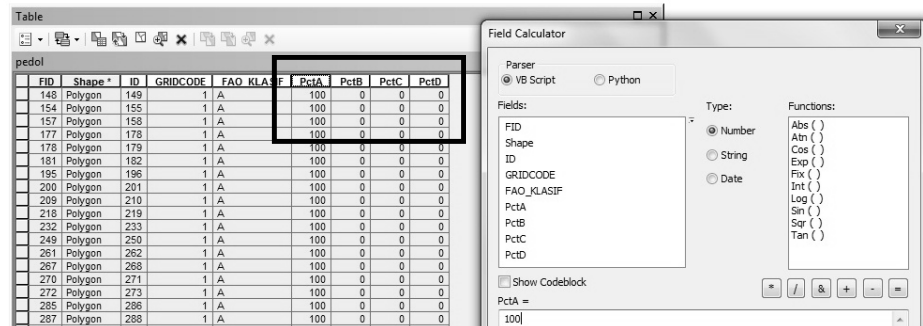 Table
pedol
FID Shape * ID GRIDCODE FAO_KLASIF PctA PctB PctC PctD
148 Polygon 149 1 A 100 0 0 0
154 Polygon 155 1 A 100 0 0 0
157 Polygon 158 1 A 100 0 0 0
177 Polygon 178 1 A 100 0 0 0
178 Polygon 179 1 A 100 0 0 0
181 Polygon 182 1 A 100 0 0 0
195 Polygon 196 1 A 100 0 0 0
200 Polygon 201 1 A 100 0 0 0
209 Polygon 210 1 A 100 0 0 0
218 Polygon 219 1 A 100 0 0 0
232 Polygon 233 1 A 100 0 0 0
249 Polygon 250 1 A 100 0 0 0
261 Polygon 262 1 A 100 0 0 0
267 Polygon 268 1 A 100 0 0 0
270 Polygon 271 1 A 100 0 0 0
272 Polygon 273 1 A 100 0 0 0
285 Polygon 286 1 A 100 0 0 0
287 Polygon 288 1 A 100 0 0 0
Field Calculator
Parser
VB Script Python
Fields:
FID
Shape
ID
GRIDCODE
FAO_KLASIF
PctA
PctB
PctC
PctD
Type:
Number
String
Date
Functions:
Abs ( )
Atn ( )
Cos ( )
Exp ( )
Fix ( )
Int ( )
Log ( )
Sin ( )
Sqr ( )
Tan ( )
Show Codeblock
* / & + - =
PctA =
100